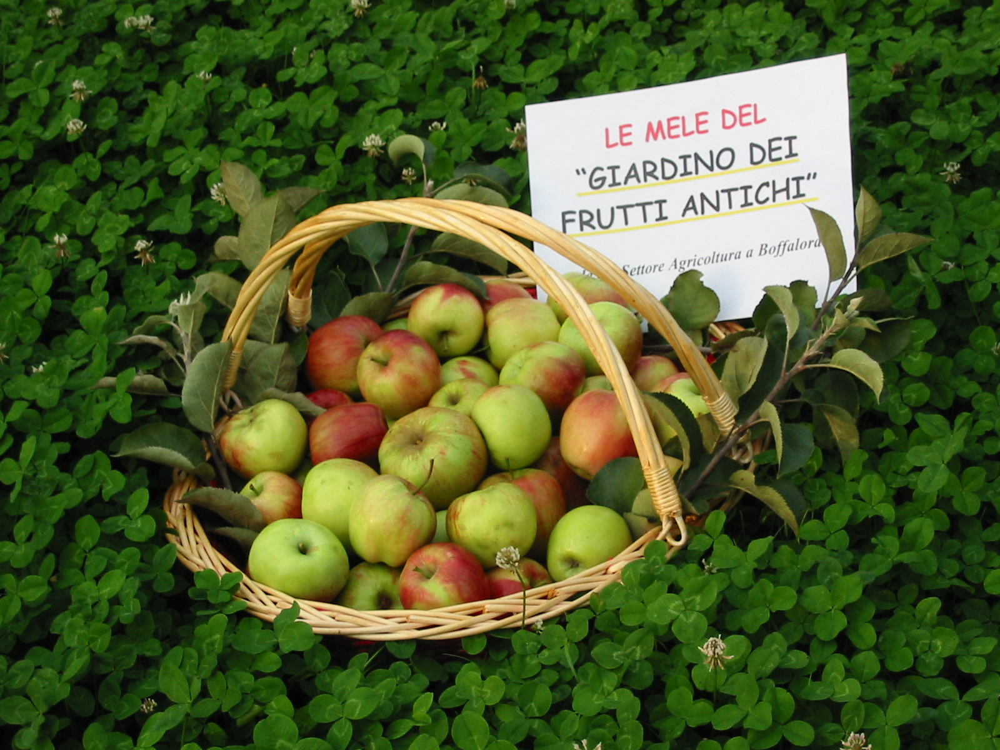 LE MELE DEL
“GIARDINO DEI
FRUTTI ANTICHI”
Settore Agricoltura a Boffalora